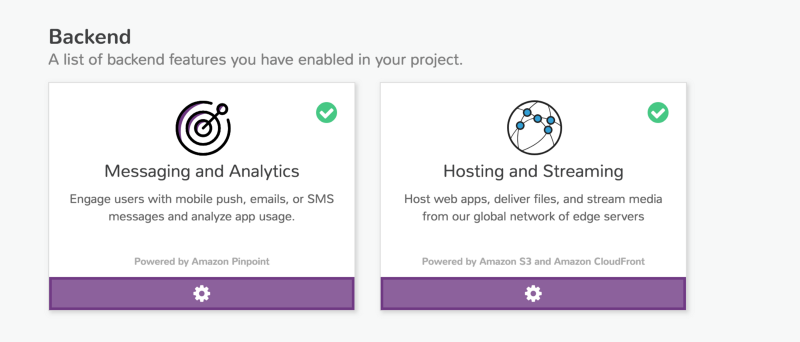 Backend
A list of backend features you have enabled in your project.
Messaging and Analytics
Engage users with mobile push, emails, or SMS
messages and analyze app usage.
Powered by Amazon Pinpoint
Hosting and Streaming
Host web apps, deliver files, and stream media
from our global network of edge servers
Powered by Amazon S3 and Amazon CloudFront